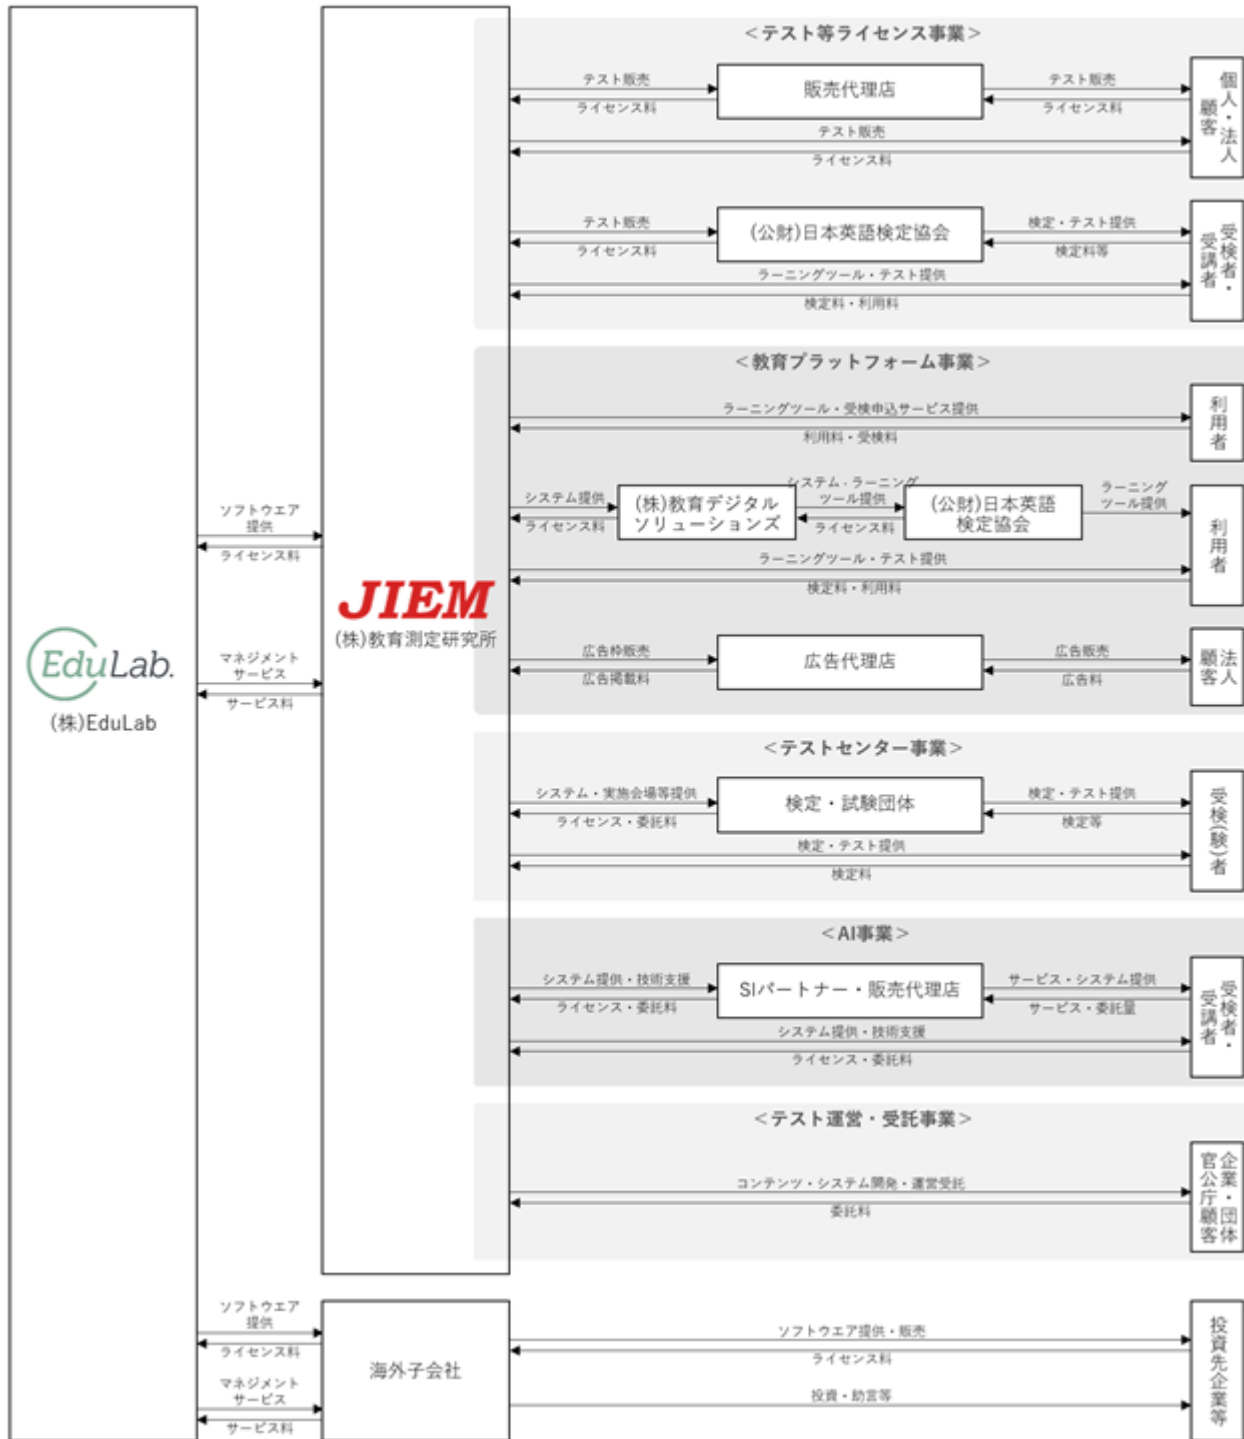 ＜テスト等ライセンス事業＞
テスト販売
ライセンス料
販売代理店
テスト販売
ライセンス料
個人・法人
顧客
テスト販売
ライセンス料
テスト販売
ライセンス料
(公財)日本英語検定協会
検定・テスト提供
検定料等
受検者・
受講者
ラーニングツール・テスト提供
検定料・利用料
＜教育プラットフォーム事業＞
ラーニングツール・受検申込サービス提供
利用料・受検料
利用者
システム提供
ライセンス料
(株)教育デジタル
ソリューションズ
システム・ラーニング
ツール提供
ライセンス料
(公財)日本英語
検定協会
ラーニング
ツール提供
利用者
ラーニングツール・テスト提供
検定料・利用料
広告枠販売
広告掲載料
広告代理店
広告販売
広告料
法人
顧客
ソフトウエア
提供
ライセンス料
JIEM
(株)教育測定研究所
EduLab.
(株)EduLab
マネジメント
サービス
サービス料
＜テストセンター事業＞
システム・実施会場等提供
ライセンス・委託料
検定・試験団体
検定・テスト提供
検定等
受検(験)者
検定・テスト提供
検定料
＜AI事業＞
システム提供・技術支援
ライセンス・委託料
SIパートナー・販売代理店
サービス・システム提供
サービス・委託量
受検者・
受講者
システム提供・技術支援
ライセンス・委託料
＜テスト運営・受託事業＞
コンテンツ・システム開発・運営受託
委託料
企業・団体
官公庁顧客
ソフトウエア
提供
ライセンス料
マネジメント
サービス
サービス料
海外子会社
ソフトウエア提供・販売
ライセンス料
投資・助言等
投資先企業等